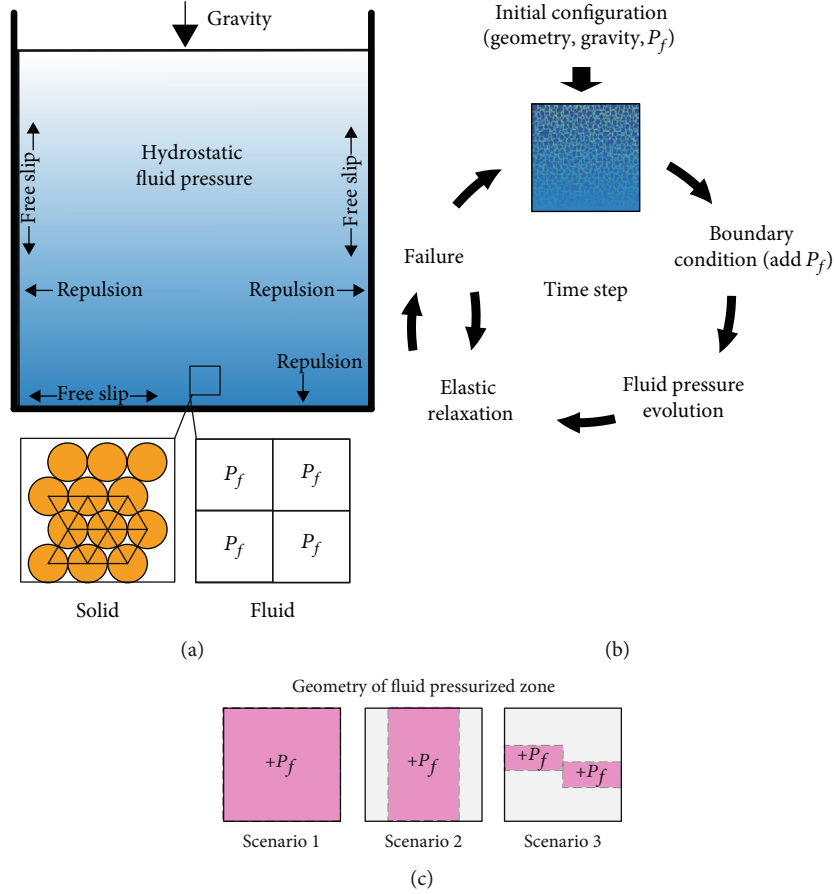 Gravity
Hydrostatic
fluid pressure
Free slip
Free slip
Repulsion
Repulsion
Repulsion
Free slip
P_f
P_f
P_f
P_f
Solid
Fluid
(a)
Initial configuration
(geometry, gravity, P_f)
Boundary
condition (add P_f)
Failure
Time step
Elastic
relaxation
Fluid pressure
evolution
(b)
Geometry of fluid pressurized zone
+P_f
+P_f
+P_f
+P_f
Scenario 1
Scenario 2
Scenario 3
(c)